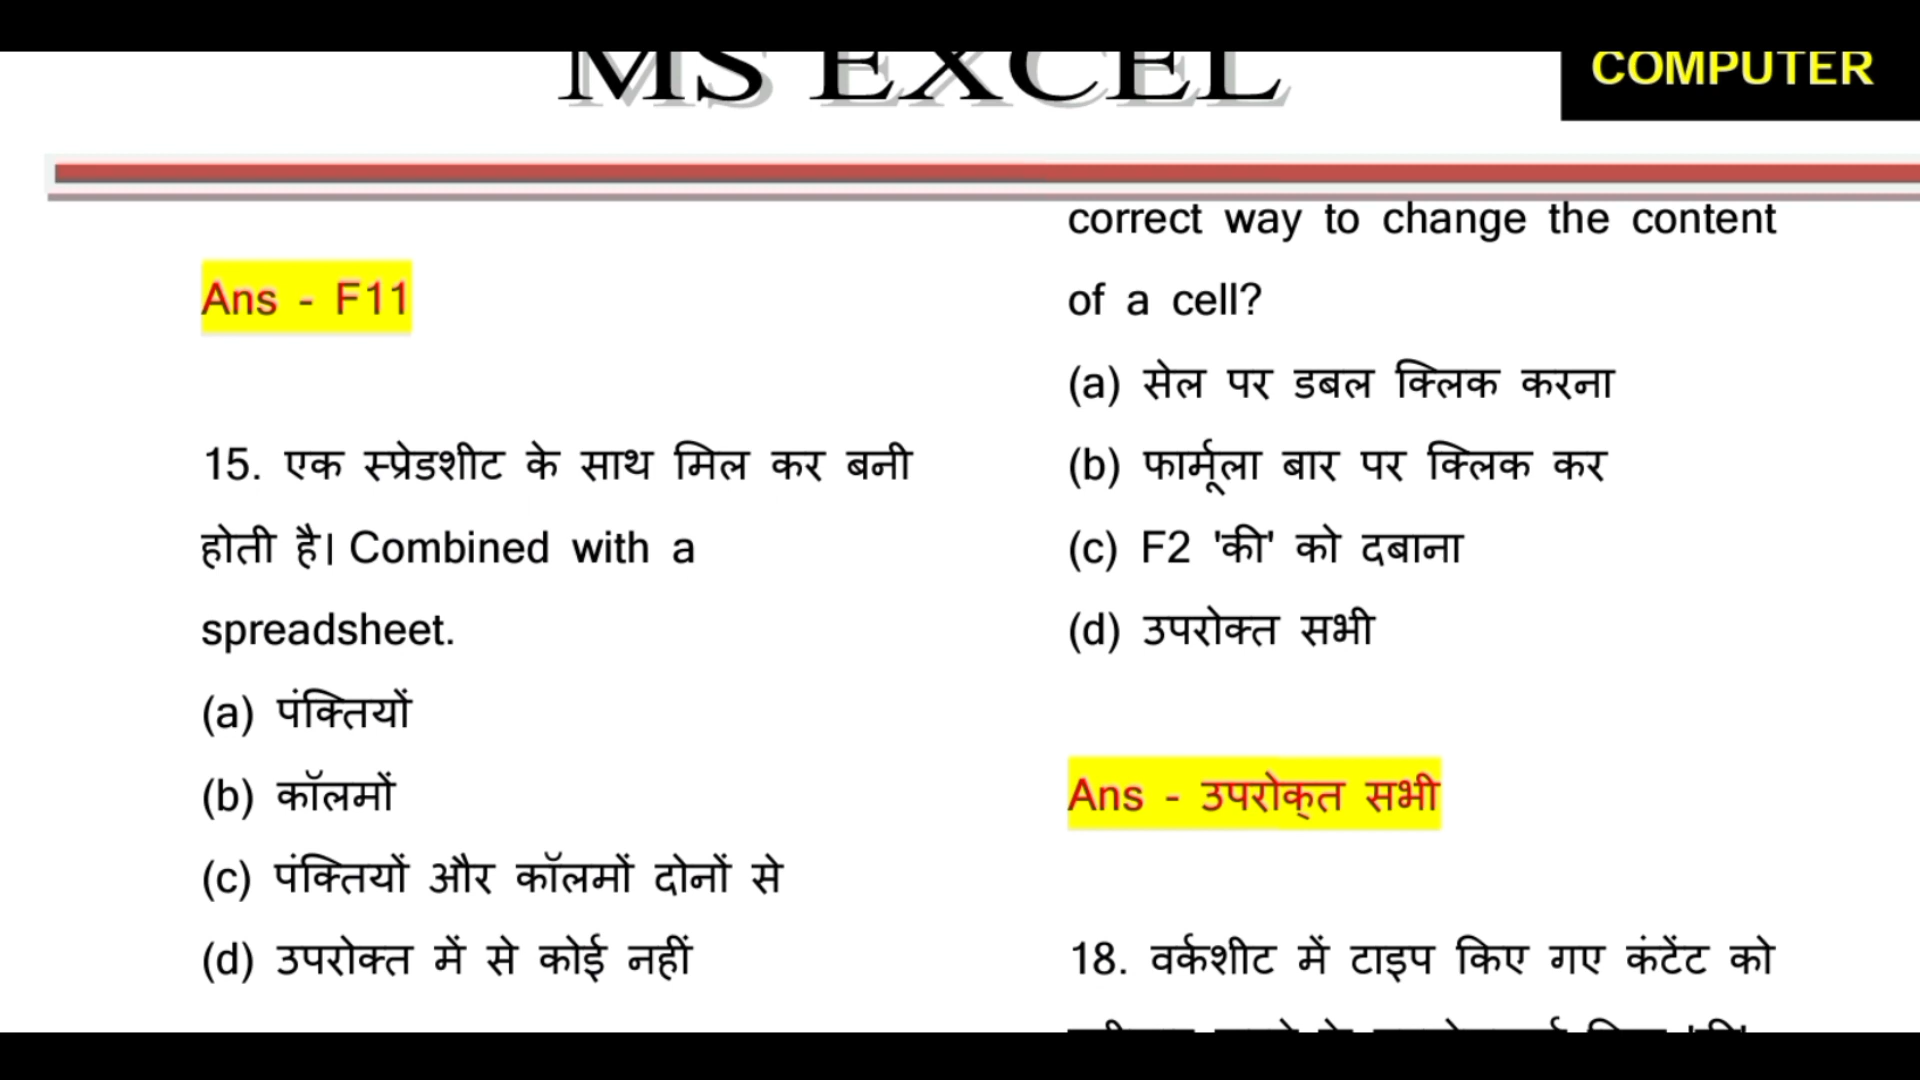 MS EXCEL
COMPUTER
Ans - F11
15. एक स्प्रेडशीट के साथ मिल कर बनी
होती है। Combined with a
spreadsheet.
(a) पंक्तियों
(b) कॉलमों
(c) पंक्तियों और कॉलमों दोनों से
(d) उपरोक्त में से कोई नहीं
correct way to change the content
of a cell?
(a) सेल पर डबल क्लिक करना
(b) फार्मूला बार पर क्लिक कर
(c) F2 'की' को दबाना
(d) उपरोक्त सभी
Ans - उपरोक्‌त सभी
18. वर्कशीट में टाइप किए गए कंटेंट को